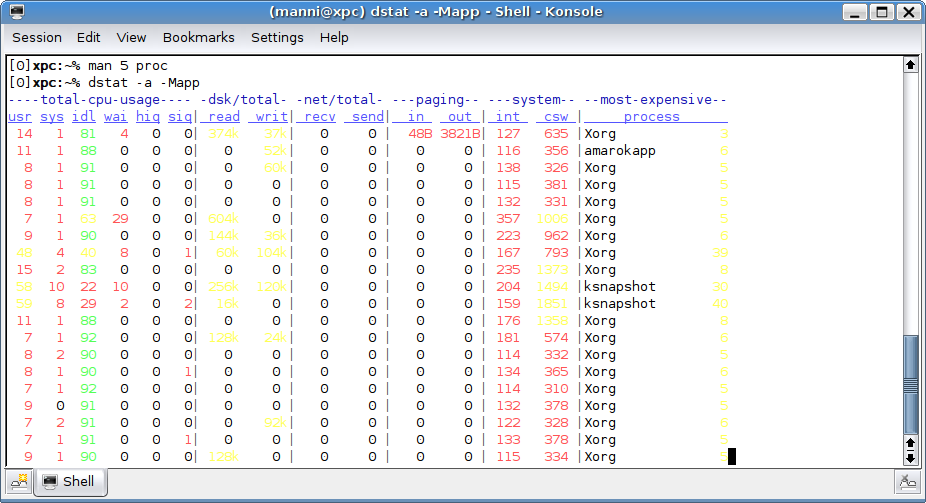 (manni@xpc) dstat -a -Mapp - Shell - Konsole
Session Edit View Bookmarks Settings Help
[0]xpc:~% man 5 proc
[0]xpc:~% dstat -a -Mapp
----total-cpu-usage---- -dsk/total- -net/total- ---paging-- ---system-- --most-expensive--
usr sys idl wai hiq siq| read writ| recv send| in out | int csw | process
14 1 81 4 0 0| 374k 37k| 0 0 | 48B 3821B| 127 635 |Xorg 3
11 1 88 0 0 0| 0 52k| 0 0 | 0 0 | 116 356 |amarokapp 6
8 1 91 0 0 0| 0 60k| 0 0 | 0 0 | 138 326 |Xorg 5
8 1 91 0 0 0| 0 0 | 0 0 | 0 0 | 115 381 |Xorg 5
8 1 91 0 0 0| 0 0 | 0 0 | 0 0 | 132 331 |Xorg 5
7 1 63 29 0 0| 604k 0 | 0 0 | 0 0 | 357 1006 |Xorg 5
9 1 90 0 0 0| 144k 36k| 0 0 | 0 0 | 223 962 |Xorg 6
48 4 40 8 0 1| 60k 104k| 0 0 | 0 0 | 167 793 |Xorg 39
15 2 83 0 0 0| 0 0 | 0 0 | 0 0 | 235 1373 |Xorg 8
58 10 22 10 0 0| 256k 120k| 0 0 | 0 0 | 204 1494 |ksnapshot 30
59 8 29 2 0 2| 16k 0 | 0 0 | 0 0 | 159 1851 |ksnapshot 40
11 1 88 0 0 0| 0 0 | 0 0 | 0 0 | 176 1358 |Xorg 8
7 1 92 0 0 0| 128k 24k| 0 0 | 0 0 | 181 574 |Xorg 6
8 2 90 0 0 0| 0 0 | 0 0 | 0 0 | 114 332 |Xorg 5
8 1 90 0 0 1| 0 0 | 0 0 | 0 0 | 134 365 |Xorg 6
7 1 92 0 0 0| 0 0 | 0 0 | 0 0 | 114 310 |Xorg 5
9 0 91 0 0 0| 0 0 | 0 0 | 0 0 | 132 378 |Xorg 5
7 2 91 0 0 0| 0 92k| 0 0 | 0 0 | 122 328 |Xorg 6
7 1 91 0 0 1| 0 0 | 0 0 | 0 0 | 133 378 |Xorg 5
9 1 90 0 0 0| 128k 0 | 0 0 | 0 0 | 115 334 |Xorg 5
Shell